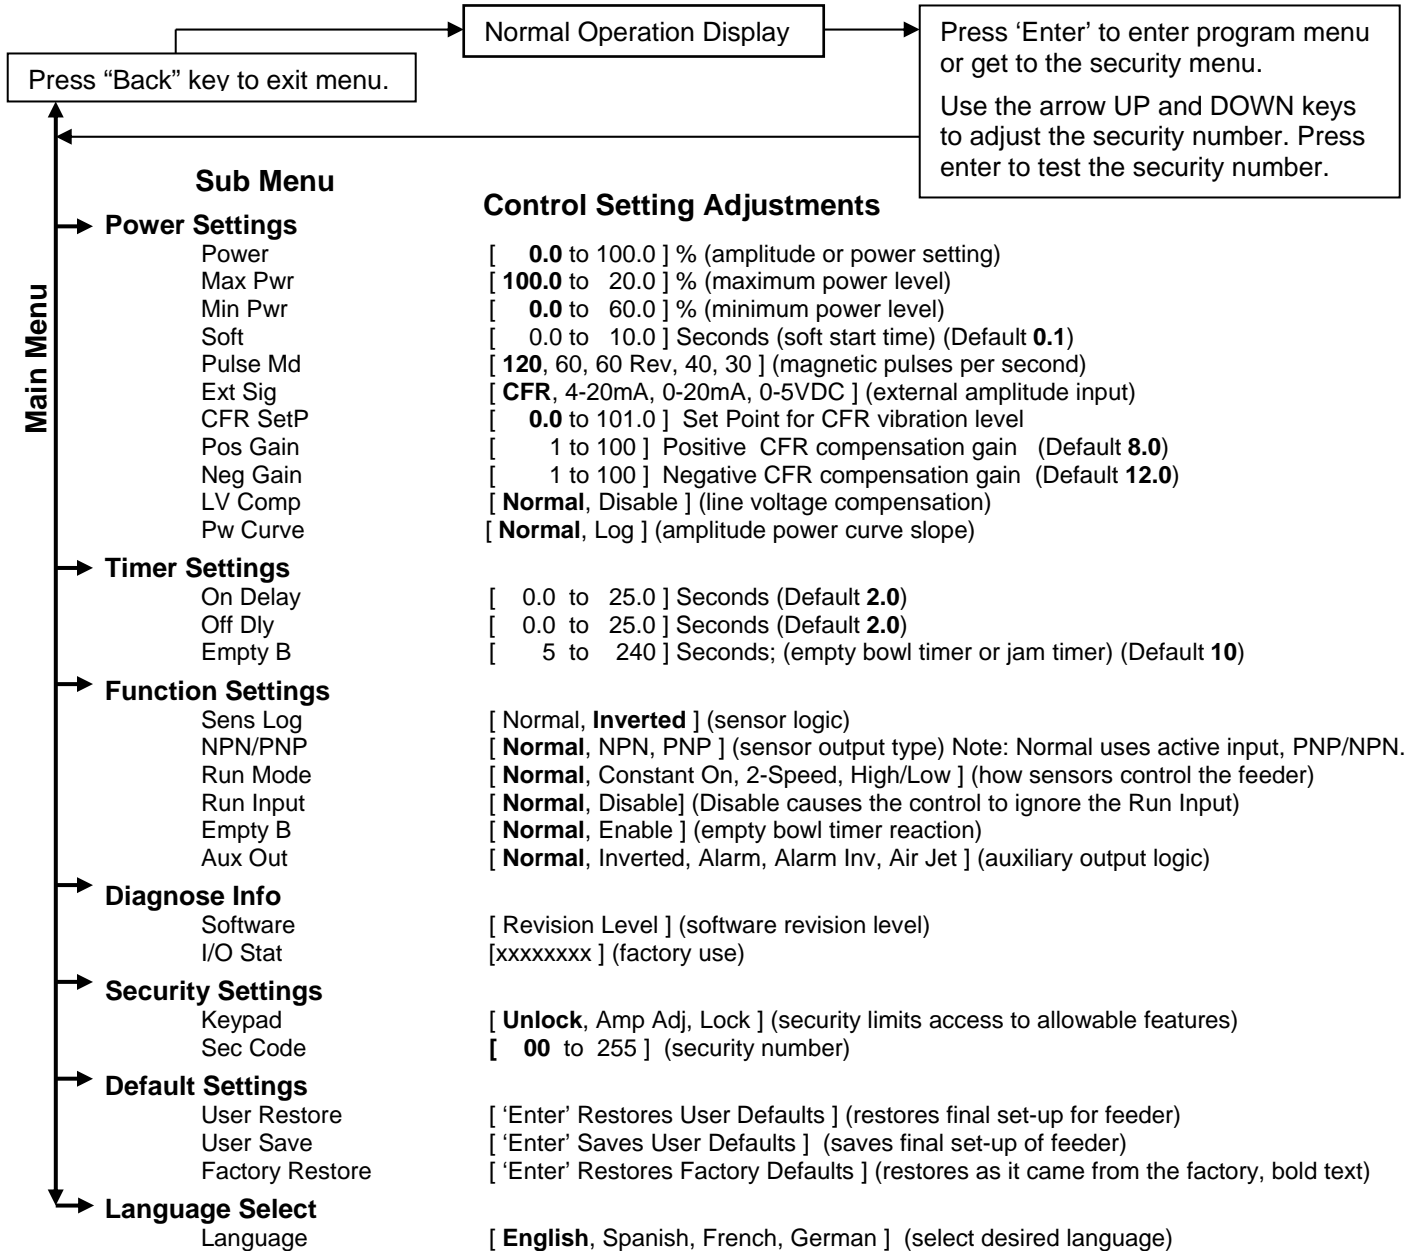 Normal Operation Display
Press ‘Enter’ to enter program menu
or get to the security menu.
Use the arrow UP and DOWN keys
to adjust the security number. Press
enter to test the security number.
Press “Back” key to exit menu.
Main Menu
Sub Menu
Control Setting Adjustments
Power Settings
Power [ 0.0 to 100.0 ] % (amplitude or power setting)
Max Pwr [ 100.0 to 20.0 ] % (maximum power level)
Min Pwr [ 0.0 to 60.0 ] % (minimum power level)
Soft [ 0.0 to 10.0 ] Seconds (soft start time) (Default 0.1)
Pulse Md [ 120, 60, 60 Rev, 40, 30 ] (magnetic pulses per second)
Ext Sig [ CFR, 4-20mA, 0-20mA, 0-5VDC ] (external amplitude input)
CFR SetP [ 0.0 to 101.0 ] Set Point for CFR vibration level
Pos Gain [ 1 to 100 ] Positive CFR compensation gain (Default 8.0)
Neg Gain [ 1 to 100 ] Negative CFR compensation gain (Default 12.0)
LV Comp [ Normal, Disable ] (line voltage compensation)
Pw Curve [ Normal, Log ] (amplitude power curve slope)
Timer Settings
On Delay [ 0.0 to 25.0 ] Seconds (Default 2.0)
Off Dly [ 0.0 to 25.0 ] Seconds (Default 2.0)
Empty B [ 5 to 240 ] Seconds; (empty bowl timer or jam timer) (Default 10)
Function Settings
Sens Log [ Normal, Inverted ] (sensor logic)
NPN/PNP [ Normal, NPN, PNP ] (sensor output type) Note: Normal uses active input, PNP/NPN.
Run Mode [ Normal, Constant On, 2-Speed, High/Low ] (how sensors control the feeder)
Run Input [ Normal, Disable] (Disable causes the control to ignore the Run Input)
Empty B [ Normal, Enable ] (empty bowl timer reaction)
Aux Out [ Normal, Inverted, Alarm, Alarm Inv, Air Jet ] (auxiliary output logic)
Diagnose Info
Software [ Revision Level ] (software revision level)
I/O Stat [xxxxxxxx ] (factory use)
Security Settings
Keypad [ Unlock, Amp Adj, Lock ] (security limits access to allowable features)
Sec Code [ 00 to 255 ] (security number)
Default Settings
User Restore [ ‘Enter’ Restores User Defaults ] (restores final set-up for feeder)
User Save [ ‘Enter’ Saves User Defaults ] (saves final set-up of feeder)
Factory Restore [ ‘Enter’ Restores Factory Defaults ] (restores as it came from the factory, bold text)
Language Select
Language [ English, Spanish, French, German ] (select desired language)